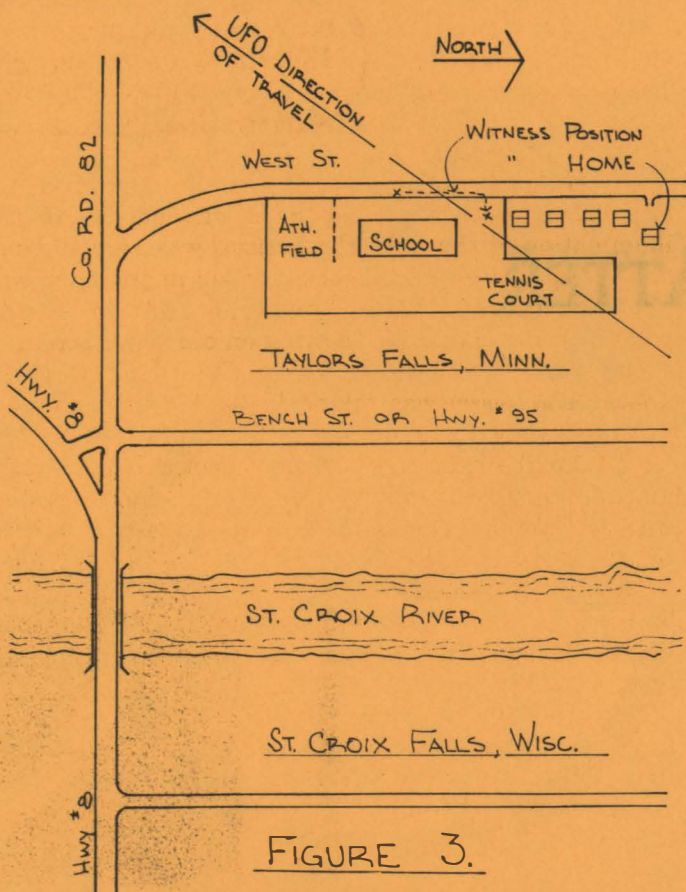 UFO DIRECTION
OF TRAVEL
NORTH
WITNESS POSITION
" HOME
Co. RD. 82
WEST ST.
ATH.
FIELD
SCHOOL
TENNIS
COURT
TAYLORS FALLS, MINN.
HWY. #8
BENCH ST. OR HWY. #95
ST. CROIX RIVER
ST. CROIX FALLS, WISC.
HWY #8
FIGURE 3.